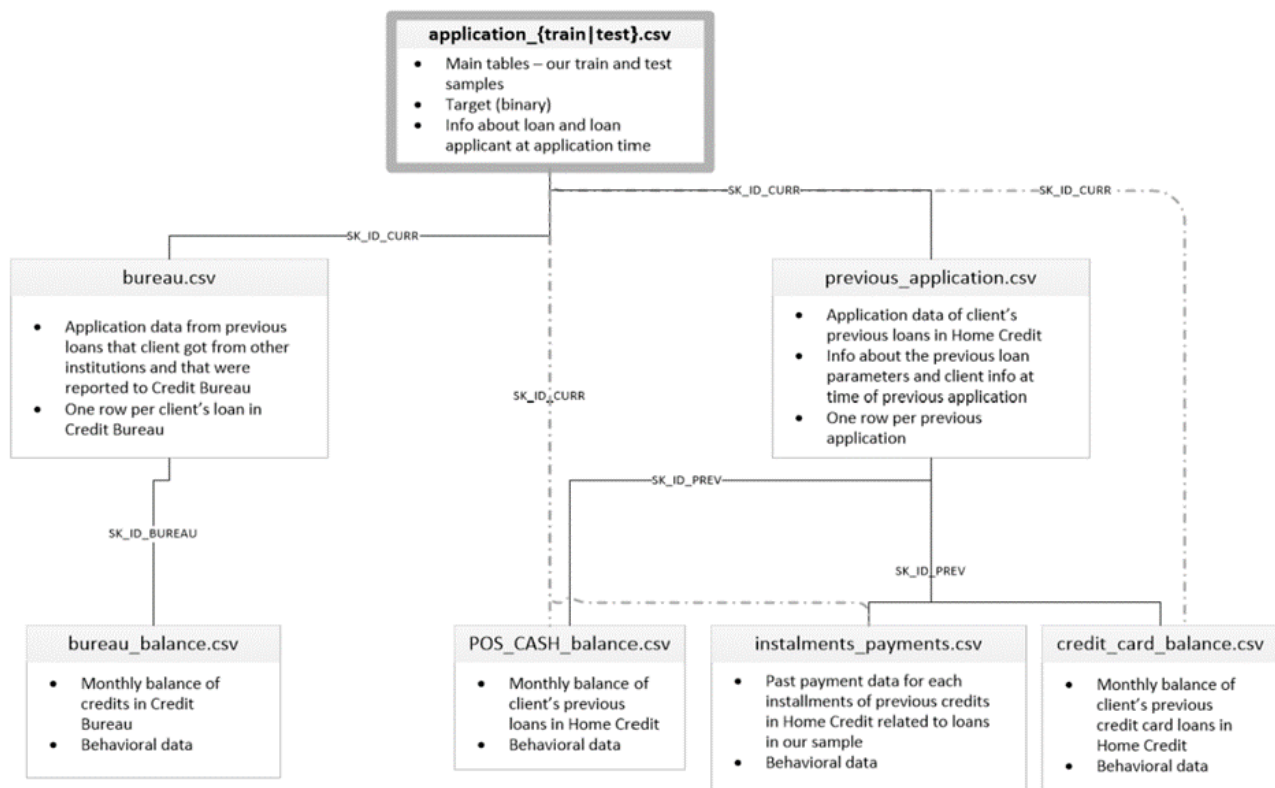 application_{train|test}.csv
• Main tables – our train and test
samples
• Target (binary)
• Info about loan and loan
applicant at application time
SK_ID_CURR
SK_ID_CURR
SK_ID_CURR
bureau.csv
• Application data from previous
loans that client got from other
institutions and that were
reported to Credit Bureau
• One row per client's loan in
Credit Bureau
previous_application.csv
• Application data of client's
previous loans in Home Credit
• Info about the previous loan
parameters and client info at
time of previous application
• One row per previous
application
SK_ID_CURR
SK_ID_PREV
SK_ID_BUREAU
SK_ID_PREV
bureau_balance.csv
• Monthly balance of
credits in Credit
Bureau
• Behavioral data
POS_CASH_balance.csv
• Monthly balance of
client's previous
loans in Home Credit
• Behavioral data
instalments_payments.csv
• Past payment data for each
installments of previous credits
in Home Credit related to loans
in our sample
• Behavioral data
credit_card_balance.csv
• Monthly balance of
client's previous
credit card loans in
Home Credit
• Behavioral data